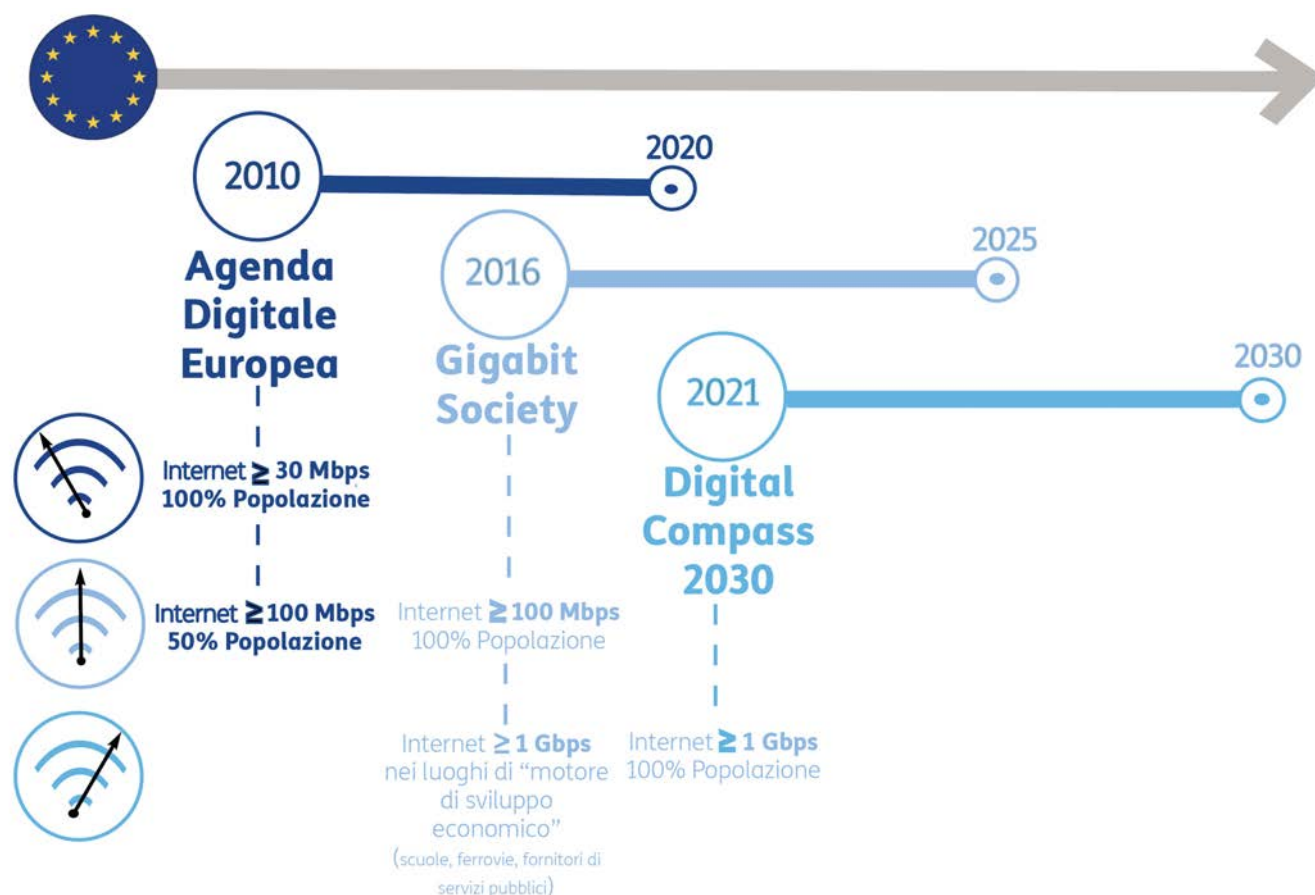 2010
2020
Agenda
Digitale
Europea
Internet ≥ 30 Mbps
100% Popolazione
Internet ≥ 100 Mbps
50% Popolazione
2016
2025
Gigabit
Society
Internet ≥ 100 Mbps
100% Popolazione
Internet ≥ 1 Gbps
nei luoghi di “motore
di sviluppo
economico”
(scuole, ferrovie, fornitori di
servizi pubblici)
2021
2030
Digital
Compass
2030
Internet ≥ 1 Gbps
100% Popolazione